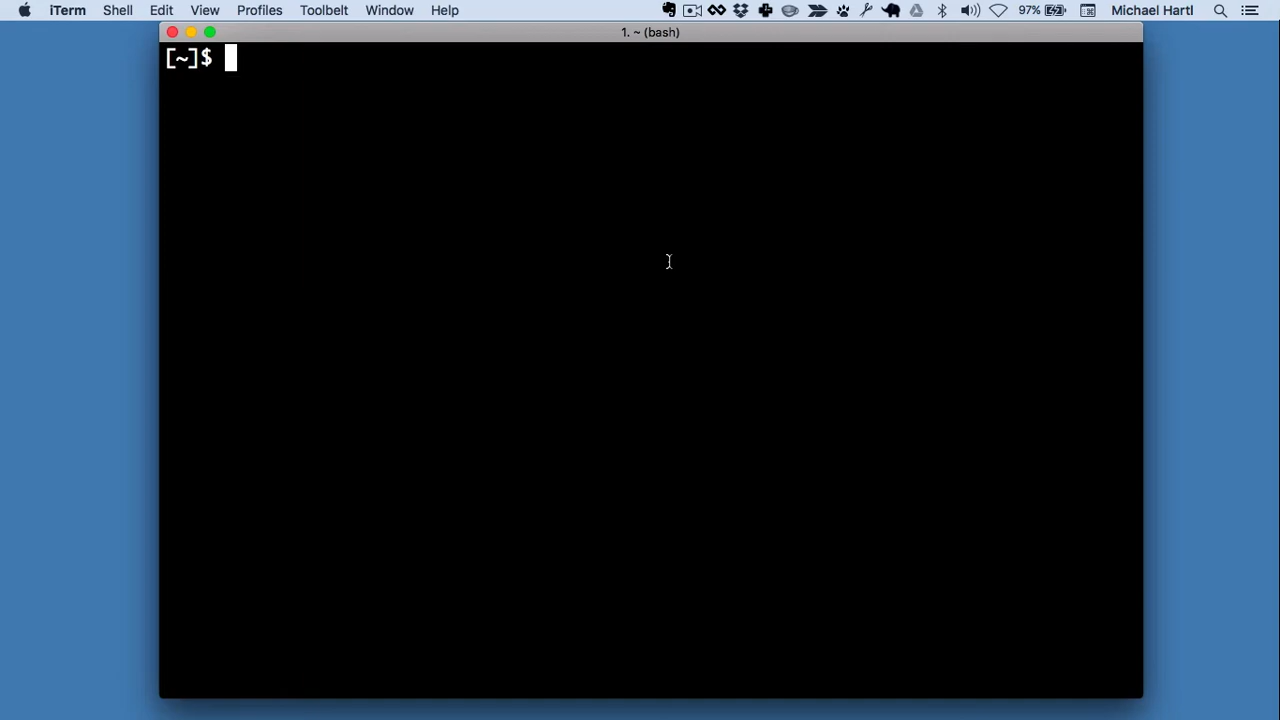 iTerm Shell Edit View Profiles Toolbelt Window Help 97% Michael Hartl
1. ~ (bash)
[~]$